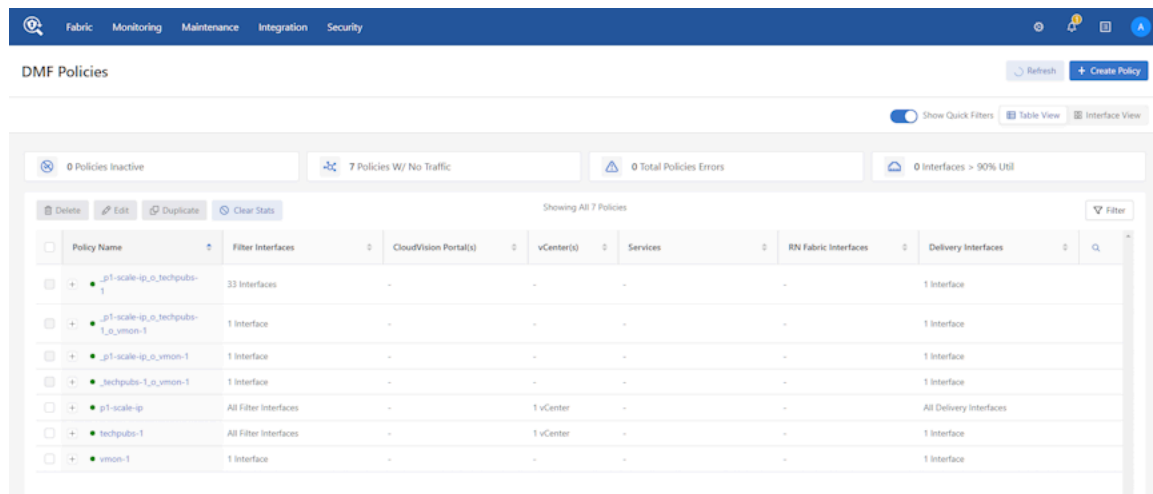 Fabric Monitoring Maintenance Integration Security 1 A
DMF Policies Refresh + Create Policy
Show Quick Filters Table View Interface View
0 Policies Inactive 7 Policies W/ No Traffic 0 Total Policies Errors 0 Interfaces > 90% Util
Delete Edit Duplicate Clear Stats Showing All 7 Policies Filter
Policy Name Filter Interfaces CloudVision Portal(s) vCenter(s) Services RN Fabric Interfaces Delivery Interfaces
_p1-scale-ip_o_techpubs-
1 33 Interfaces - - - - 1 Interface
_p1-scale-ip_o_techpubs-
1_o_vmon-1 1 Interface - - - - 1 Interface
_p1-scale-ip_o_vmon-1 1 Interface - - - - 1 Interface
_techpubs-1_o_vmon-1 1 Interface - - - - 1 Interface
p1-scale-ip All Filter Interfaces - 1 vCenter - - All Delivery Interfaces
techpubs-1 All Filter Interfaces - 1 vCenter - - 1 Interface
vmon-1 1 Interface - - - - 1 Interface